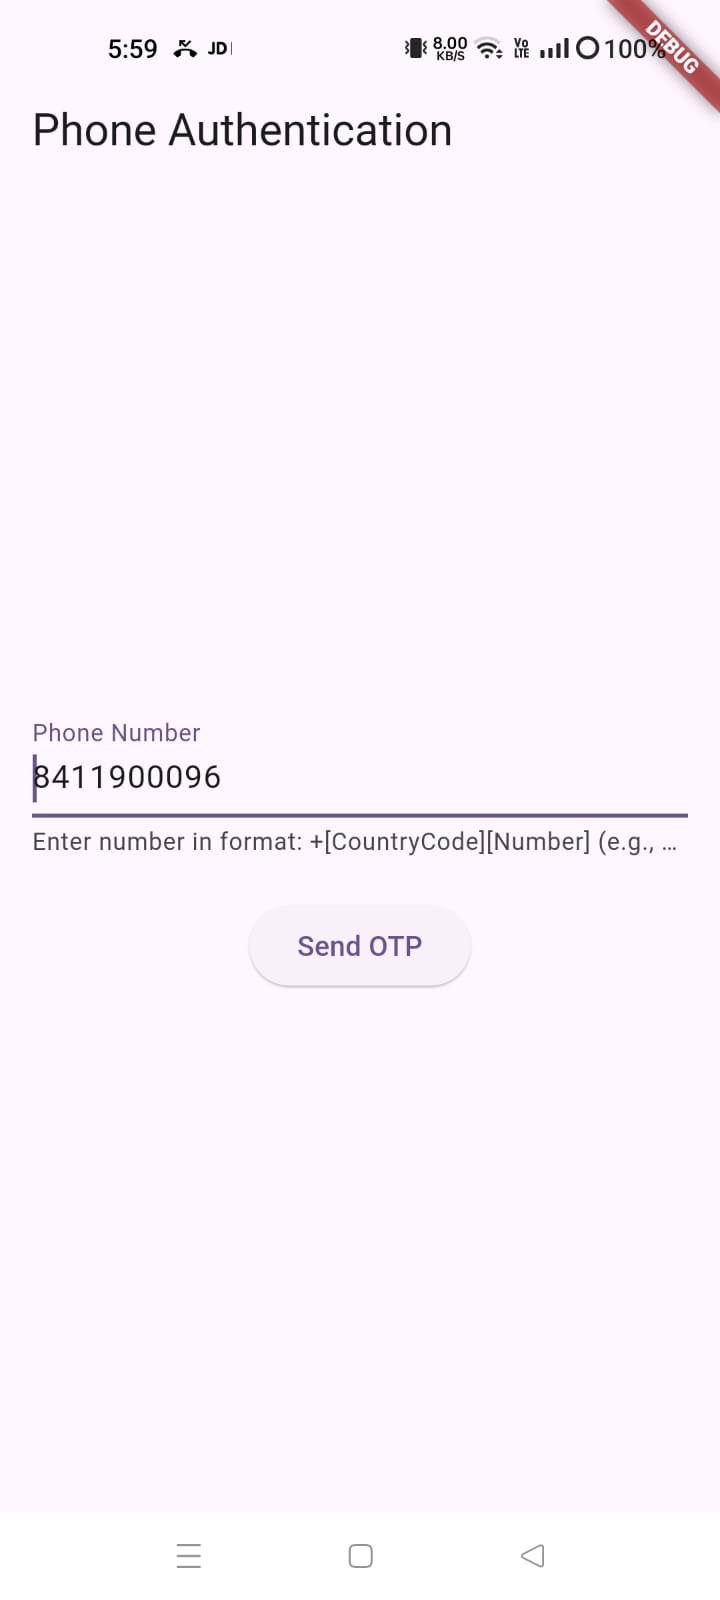 5:59 JD 8.00 KB/S Vo LTE 100%
DEBUG
Phone Authentication
Phone Number
8411900096
Enter number in format: +[CountryCode][Number] (e.g., ...
Send OTP